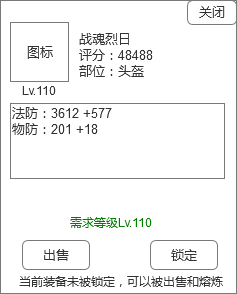 关闭
图标
战魂烈日
评分：48488
部位：头盔
Lv.110
法防：3612 +577
物防：201 +18
需求等级Lv.110
出售
锁定
当前装备未被锁定，可以被出售和熔炼